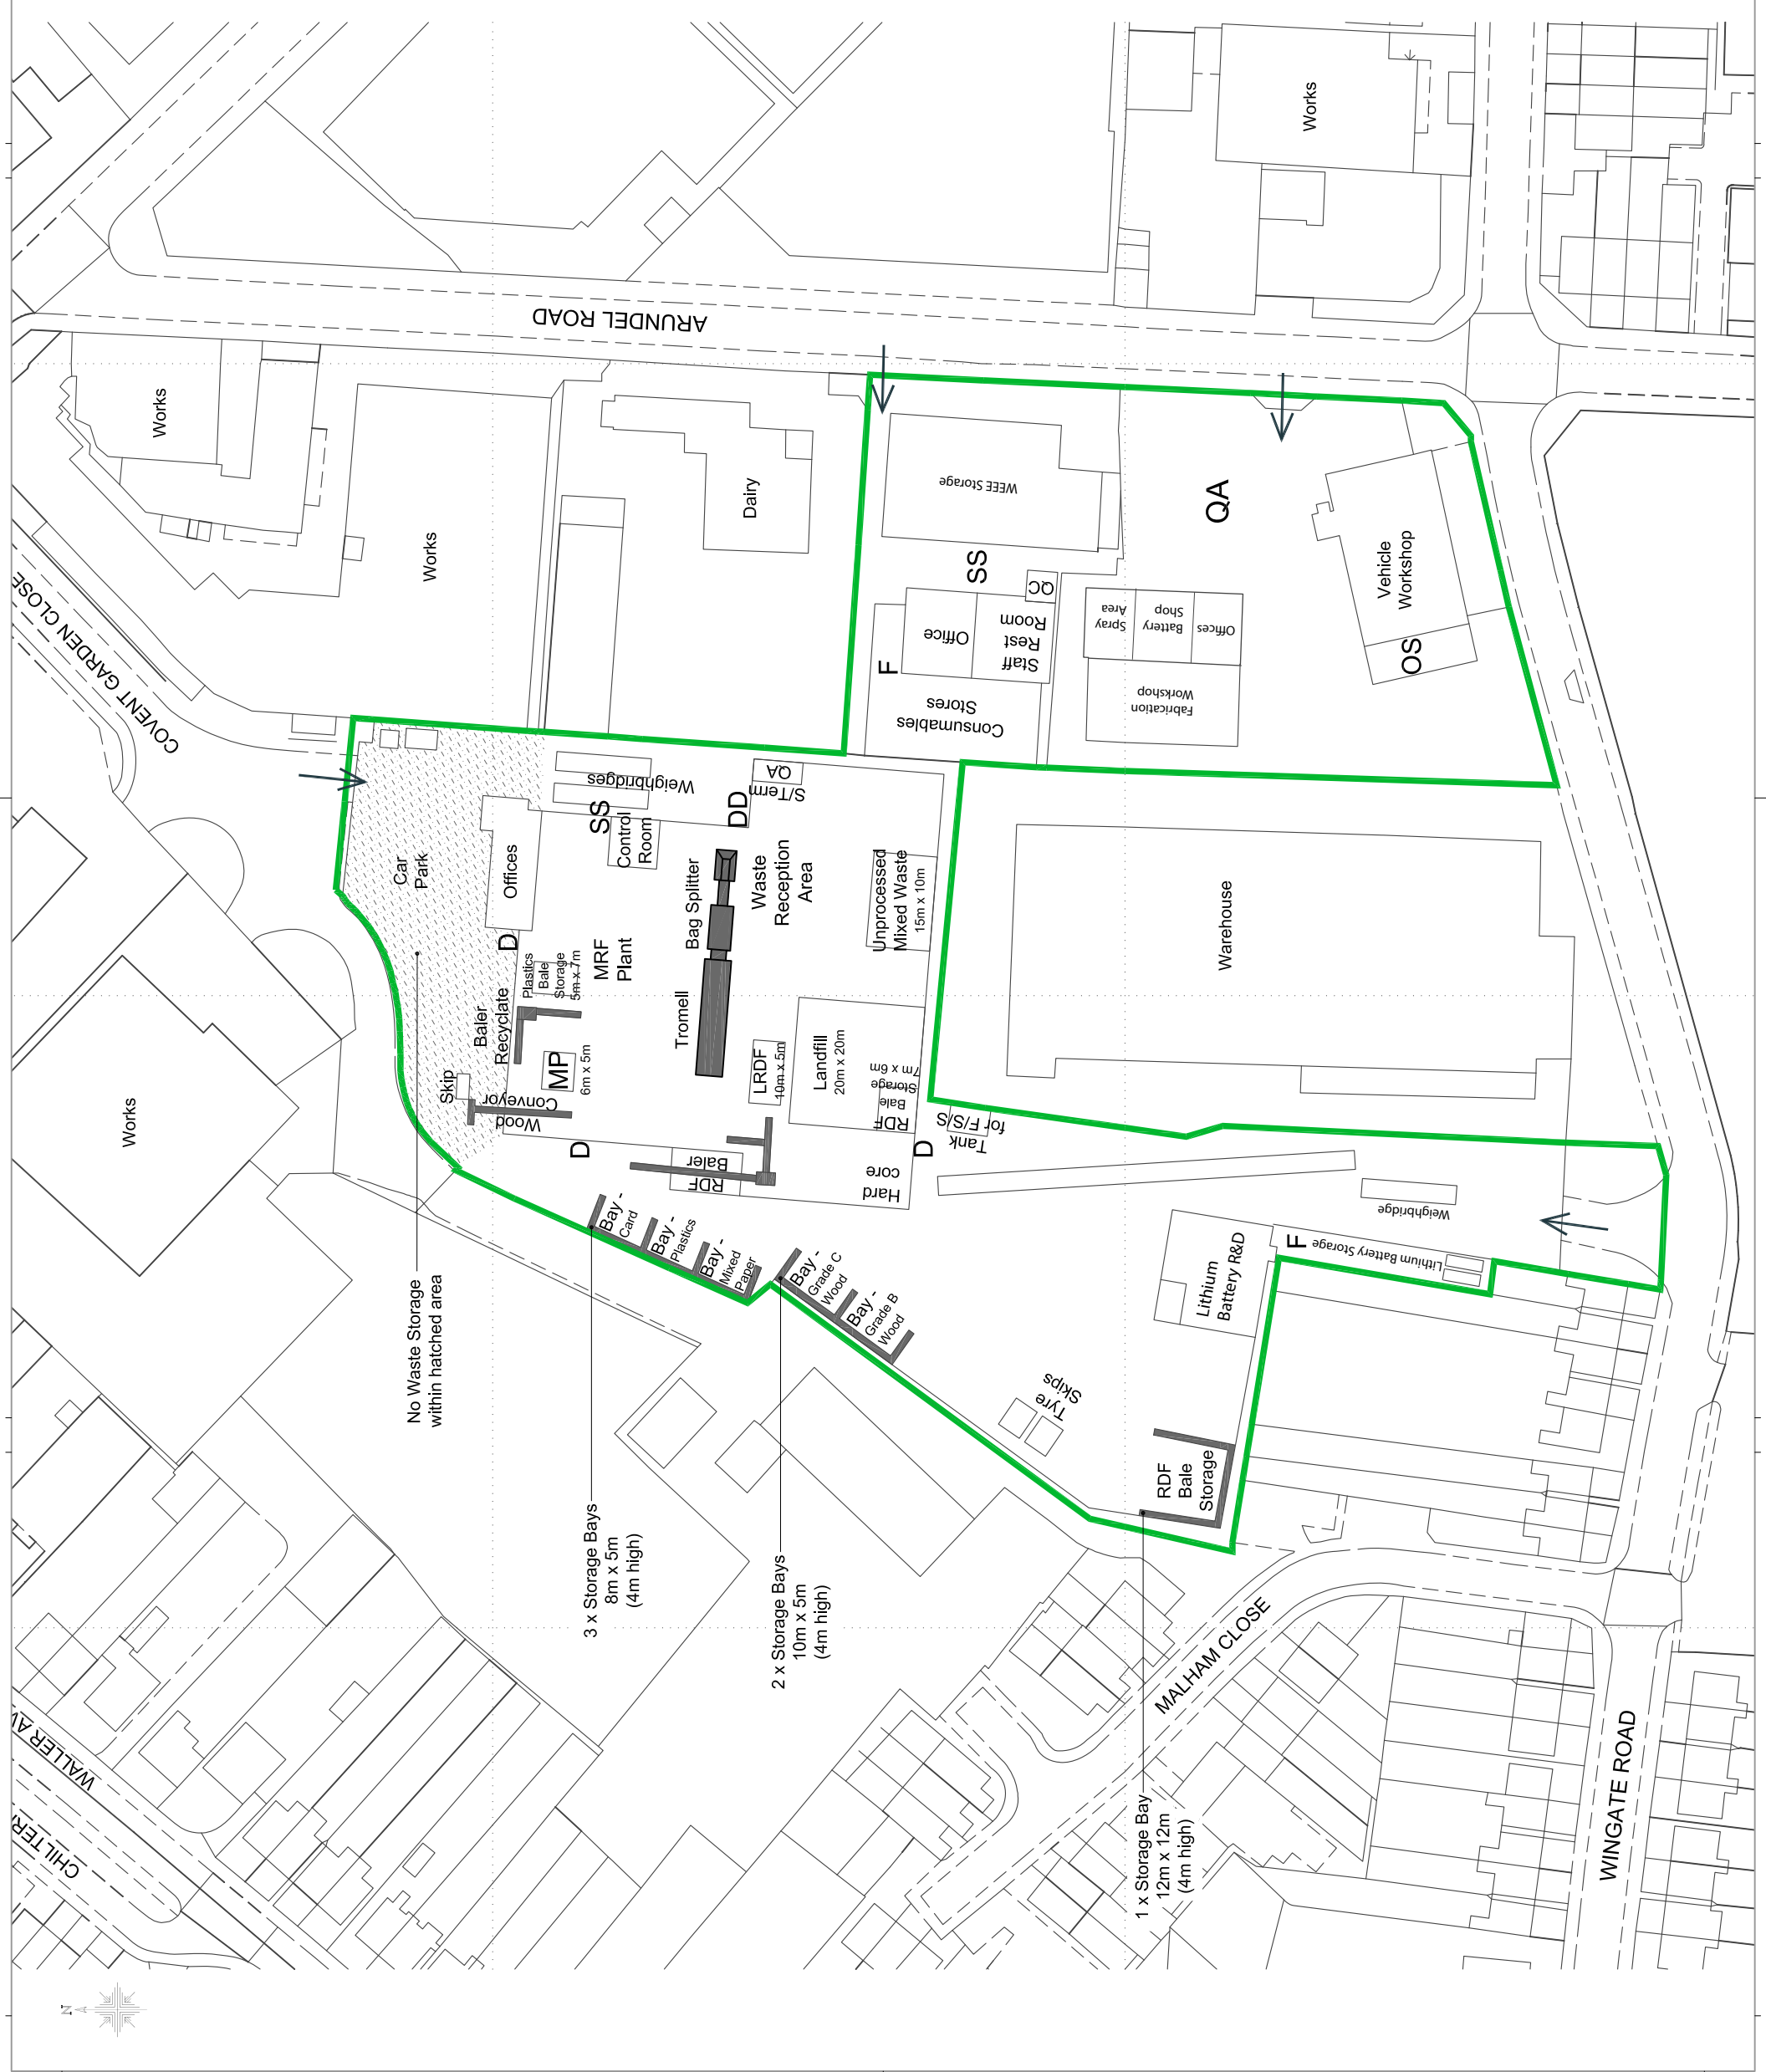 Works
ARUNDEL ROAD
Works
Works
Dairy
COVENT GARDEN CLOSE
WEEE Storage
QA
SS
QC
Vehicle
Workshop
OS
Office
Staff
Rest
Room
F
Consumables
Stores
Spray
Area
Battery
Shop
Offices
Fabrication
Workshop
Weighbridges
QA
S/Term
DD
SS
Control
Room
Car
Park
Offices
D
Bag Splitter
Waste
Reception
Area
Unprocessed
Mixed Waste
15m x 10m
Warehouse
MRF
Plant
Plastics
Bale
Storage
5m x 7m
Baler
Recyclate
Tromell
MP
6m x 5m
LRDF
10m x 5m
Landfill
20m x 20m
RDF
Bale
Storage
7m x 6m
Skip
Wood
Conveyor
D
RDF
Baler
Hard
core
D
Tank
for F/S/S
Works
No Waste Storage
within hatched area
Bay -
Card
Bay -
Plastics
Bay -
Mixed
Paper
Bay -
Grade C
Wood
Bay -
Grade B
Wood
Weighbridge
Lithium
Battery R&D
F
Lithium Battery Storage
Tyre
Skips
RDF
Bale
Storage
3 x Storage Bays
8m x 5m
(4m high)
2 x Storage Bays
10m x 5m
(4m high)
1 x Storage Bay
12m x 12m
(4m high)
MALHAM CLOSE
WINGATE ROAD
WALLER AV
CHILTER
N